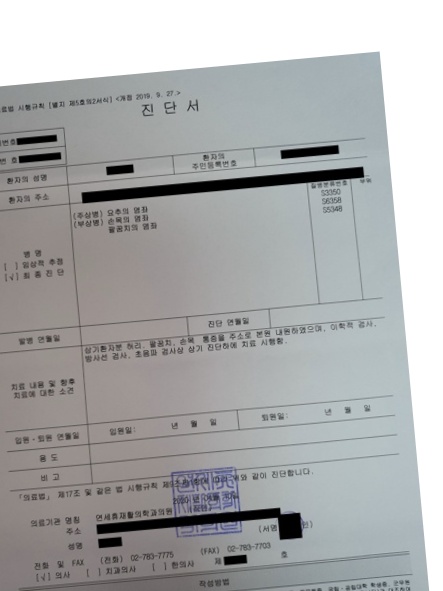 료법 시행규칙 [별지 제5호의2서식] <개정 2019. 9. 27.>
진 단 서
번호
번 호
환자의 성명
환자의
주민등록번호
환자의 주소
병 명
[ ] 임상적 추정
[√] 최 종 진 단
(주상병) 요추의 염좌
(부상병) 손목의 염좌
팔꿈치의 염좌
질병분류번호
S3350
S6358
S5348
부위
발병 연월일
진단 연월일
치료 내용 및 향후
치료에 대한 소견
상기환자분 허리, 팔꿈치, 손목 통증을 주소로 본원 내원하였으며, 이학적 검사,
방사선 검사, 초음파 검사상 상기 진단하에 치료 시행함.
입원·퇴원 연월일
입원일: 년 월 일
퇴원일: 년 월 일
용 도
비 고
「의료법」 제17조 및 같은 법 시행규칙 따라 위와 같이 진단합니다.
의료기관 명칭 연세휴재활의학과의원
주소
성명
(서명 인)
전화 및 FAX (전화) 02-783-7775 (FAX) 02-783-7703
[√] 의사 [ ] 치과의사 [ ] 한의사 제 호
작성방법